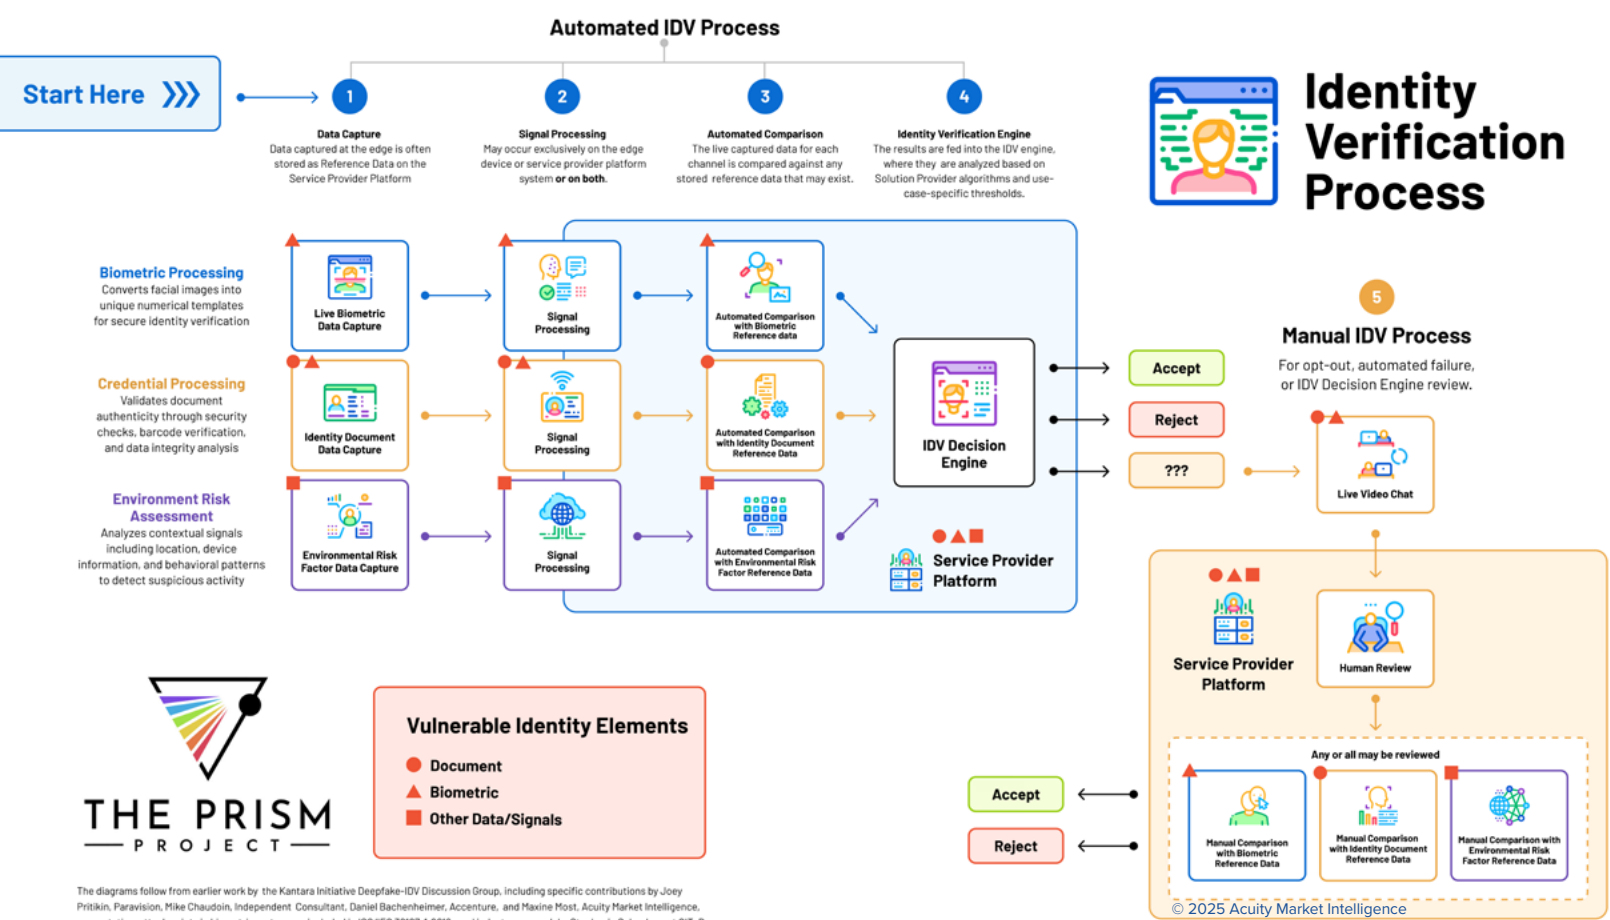 Automated IDV Process
Start Here
1
2
3
4
Data Capture
Data captured at the edge is often
stored as Reference Data on the
Service Provider Platform
Signal Processing
May occur exclusively on the edge
device or service provider platform
system or on both.
Automated Comparison
The live captured data for each
channel is compared against any
stored reference data that may exist.
Identity Verification Engine
The results are fed into the IDV engine,
where they are analyzed based on
Solution Provider algorithms and use-
case-specific thresholds.
Identity
Verification
Process
Biometric Processing
Converts facial images into
unique numerical templates
for secure identity verification
Live Biometric
Data Capture
Signal
Processing
Automated Comparison
with Biometric
Reference data
Credential Processing
Validates document
authenticity through security
checks, barcode verification,
and data integrity analysis
Identity Document
Data Capture
Signal
Processing
Automated Comparison
with Identity Document
Reference Data
Environment Risk
Assessment
Analyzes contextual signals
including location, device
information, and behavioral patterns
to detect suspicious activity
Environmental Risk
Factor Data Capture
Signal
Processing
Automated Comparison
with Environmental Risk
Factor Reference Data
IDV Decision
Engine
Service Provider
Platform
Accept
Reject
???
5
Manual IDV Process
For opt-out, automated failure,
or IDV Decision Engine review.
Live Video Chat
Service Provider
Platform
Human Review
Any or all may be reviewed
Manual Comparison
with Biometric
Reference Data
Manual Comparison
with Identity Document
Reference Data
Manual Comparison with
Environmental Risk
Factor Reference Data
Accept
Reject
THE PRISM
PROJECT
Vulnerable Identity Elements
Document
Biometric
Other Data/Signals
The diagrams follow from earlier work by the Kantara Initiative Deepfake-IDV Discussion Group, including specific contributions by Joey
Pritikin, Paravision, Mike Chaudoin, Independent Consultant, Daniel Bachenheimer, Accenture, and Maxine Most, Acuity Market Intelligence,
© 2025 Acuity Market Intelligence